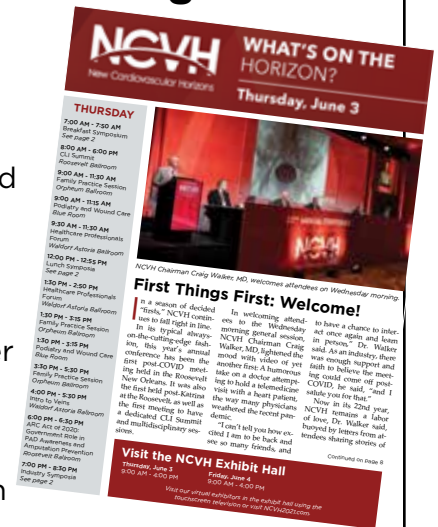 NCVH
New Cardiovascular Horizons
WHAT'S ON THE
HORIZON?
Thursday, June 3
THURSDAY
7:00 AM - 7:50 AM
Breakfast Symposium
See page 2
8:00 AM - 6:00 PM
CLI Summit
Roosevelt Ballroom
9:00 AM - 11:30 AM
Family Practice Session
Orpheum Ballroom
9:00 AM - 11:15 AM
Podiatry and Wound Care
Blue Room
9:30 AM - 11:30 AM
Healthcare Professionals
Forum
Waldorf Astoria Ballroom
12:00 PM - 12:55 PM
Lunch Symposia
See page 2
1:30 PM - 2:50 PM
Healthcare Professionals
Forum
Waldorf Astoria Ballroom
1:30 PM - 3:15 PM
Family Practice Session
Orpheum Ballroom
1:30 PM - 3:15 PM
Podiatry and Wound Care
Blue Room
3:30 PM - 5:30 PM
Family Practice Session
Orpheum Ballroom
4:00 PM - 5:30 PM
Intro to Veins
Waldorf Astoria Ballroom
6:00 PM - 6:30 PM
ARC Act of 2020:
Government Role in
PAD Awareness and
Amputation Prevention
Roosevelt Ballroom
7:00 PM - 8:30 PM
Industry Symposia
See page 2
NCVH
NCVH Chairman Craig Walker, MD, welcomes attendees on Wednesday morning.
First Things First: Welcome!
In a season of decided
"firsts," NCVH contin-
ues to fall right in line.
In its typical always-
on-the-cutting-edge fash-
ion, this year's annual
conference has been the
first post-COVID meet-
ing held in the Roosevelt
New Orleans. It was also
the first held post-Katrina
at the Roosevelt, as well as
the first meeting to have
a dedicated CLI Summit
and multidisciplinary ses-
sions.
In welcoming attend-
ees to the Wednesday
morning general session,
NCVH Chairman Craig
Walker, MD, lightened the
mood with video of yet
another first: A humorous
take on a doctor attempt-
ing to hold a telemedicine
visit with a heart patient,
the way many physicians
weathered the recent pan-
demic.
"I can't tell you how ex-
cited I am to be back and
see so many friends, and
to have a chance to inter-
act once again and learn
in person," Dr. Walker
said. As an industry, there
was enough support and
faith to believe the meet-
ing could come off post-
COVID, he said, "and I
salute you for that."
Now in its 22nd year,
NCVH remains a labor
of love, Dr. Walker said,
buoyed by letters from at-
tendees sharing stories of
Continued on page 8
Visit the NCVH Exhibit Hall
Thursday, June 3
9:00 AM - 4:00 PM
Friday, June 4
9:00 AM - 4:00 PM
Visit our virtual exhibitors in the exhibit hall using the
touchscreen television or visit NCVH2021.com.